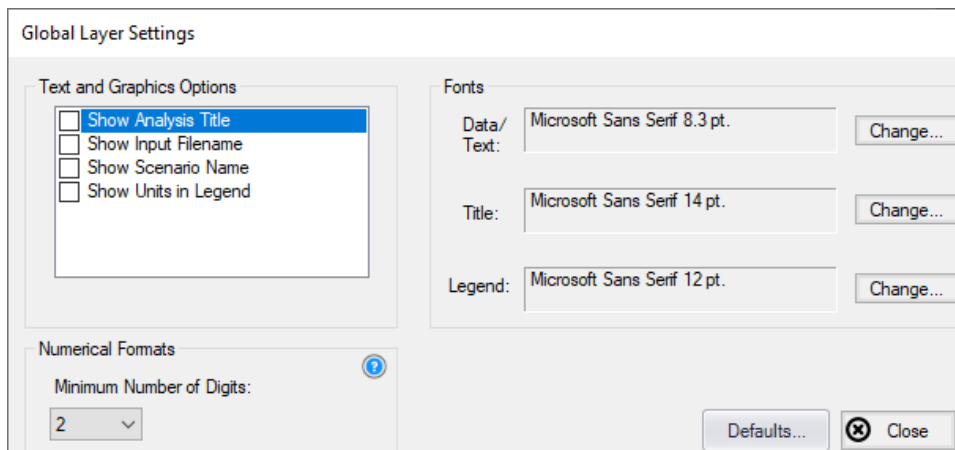 Global Layer Settings
Text and Graphics Options
Show Analysis Title
Show Input Filename
Show Scenario Name
Show Units in Legend
Fonts
Data/
Text:
Microsoft Sans Serif 8.3 pt.
Change...
Title:
Microsoft Sans Serif 14 pt.
Change...
Legend:
Microsoft Sans Serif 12 pt.
Change...
Numerical Formats
?
Minimum Number of Digits:
2
Defaults...
Close